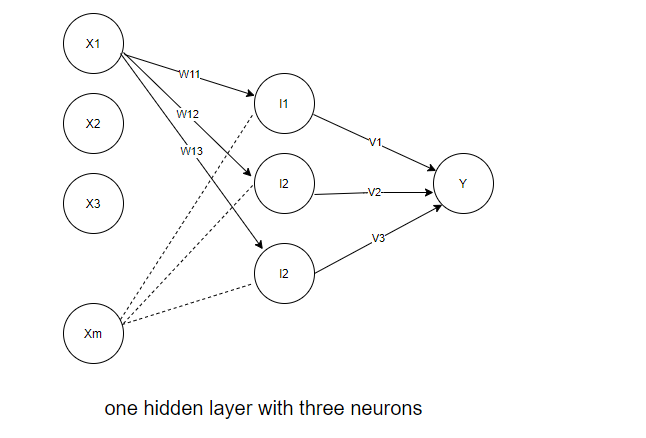 X1
W11
I1
W12
X2
V1
W13
I2
V2
Y
X3
V3
I2
Xm
one hidden layer with three neurons